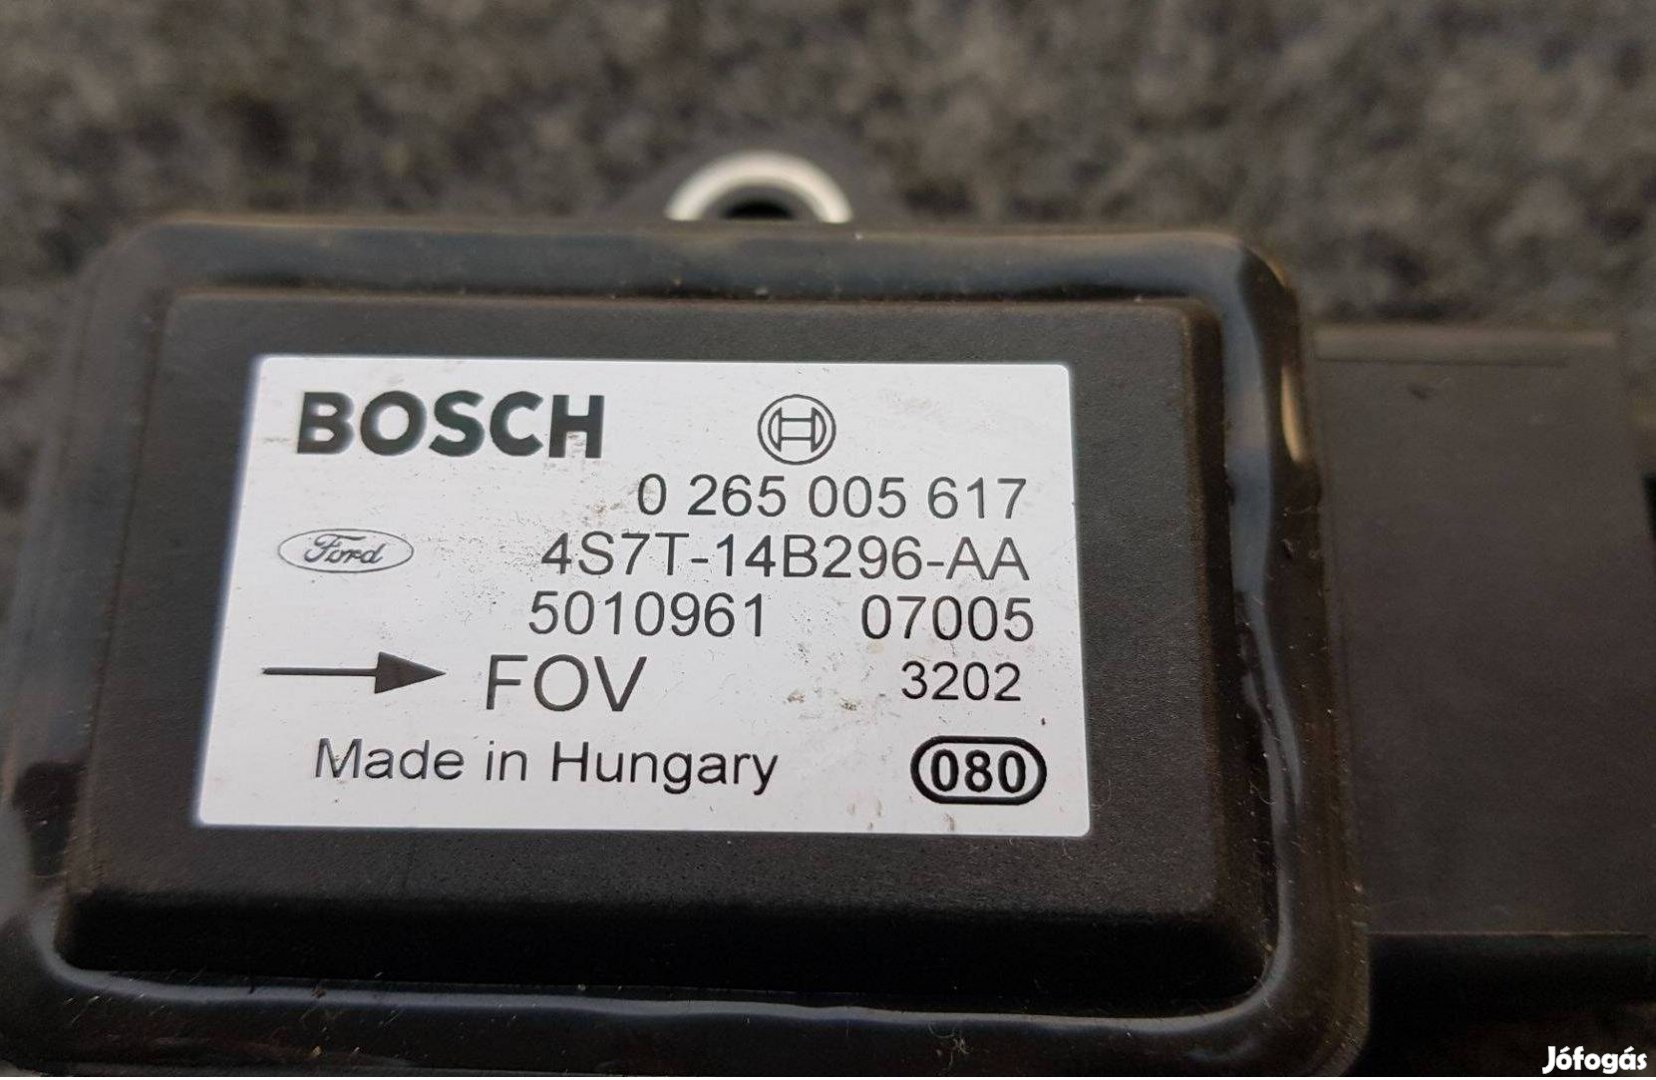 BOSCH
0 265 005 617
Ford 4S7T-14B296-AA
5010961 07005
FOV 3202
Made in Hungary 080
Jófogás